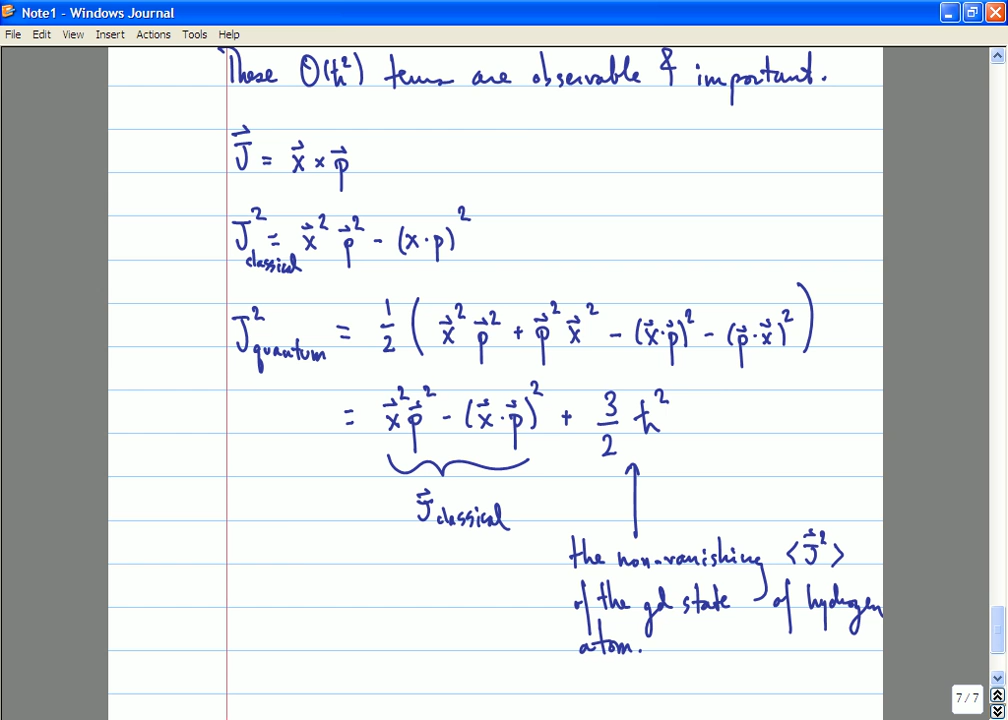 Note1 - Windows Journal
File Edit View Insert Actions Tools Help
These O(ħ²) terms are observable & important.
J⃗ = x⃗ × p⃗
J²classical = x⃗² p⃗² - (x·p)²
J²quantum = 1/2 ( x⃗² p⃗² + p⃗² x⃗² - (x⃗·p⃗)² - (p⃗·x⃗)² )
= x⃗² p⃗² - (x⃗·p⃗)² + 3/2 ħ²
J⃗classical
the non-vanishing ⟨J⃗²⟩
of the gd state of hydrogen
atom.
7 / 7